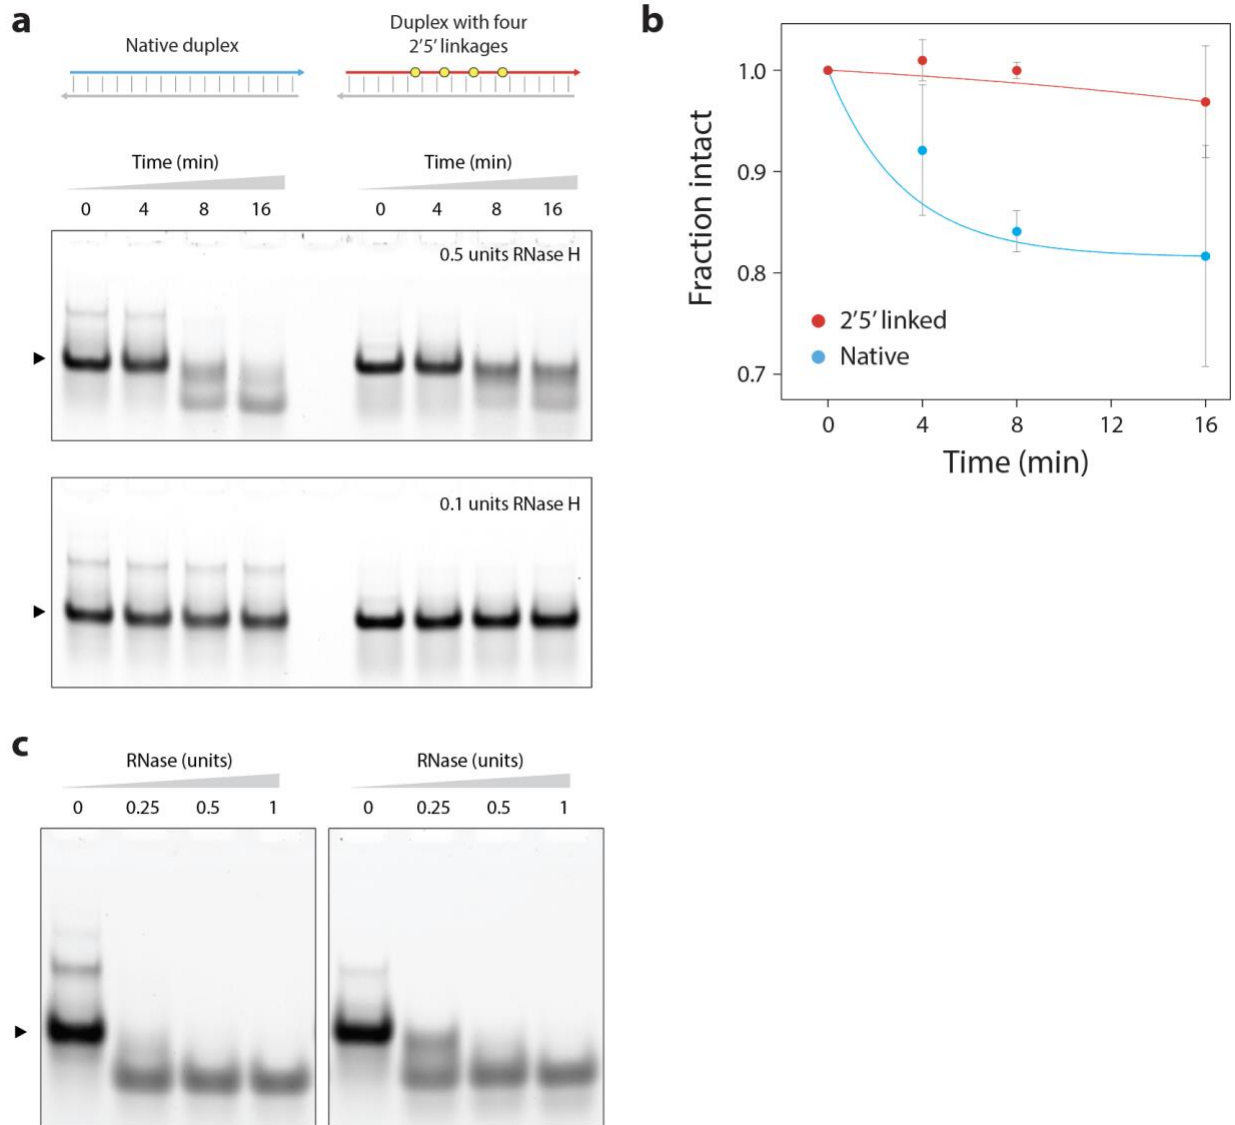 a
Native duplex
Duplex with four
2'5' linkages
Time (min)
Time (min)
0 4 8 16
0 4 8 16
0.5 units RNase H
0.1 units RNase H
b
Fraction intact
1.0
0.9
0.8
0.7
2'5' linked
Native
0 4 8 12 16
Time (min)
c
RNase (units)
RNase (units)
0 0.25 0.5 1
0 0.25 0.5 1